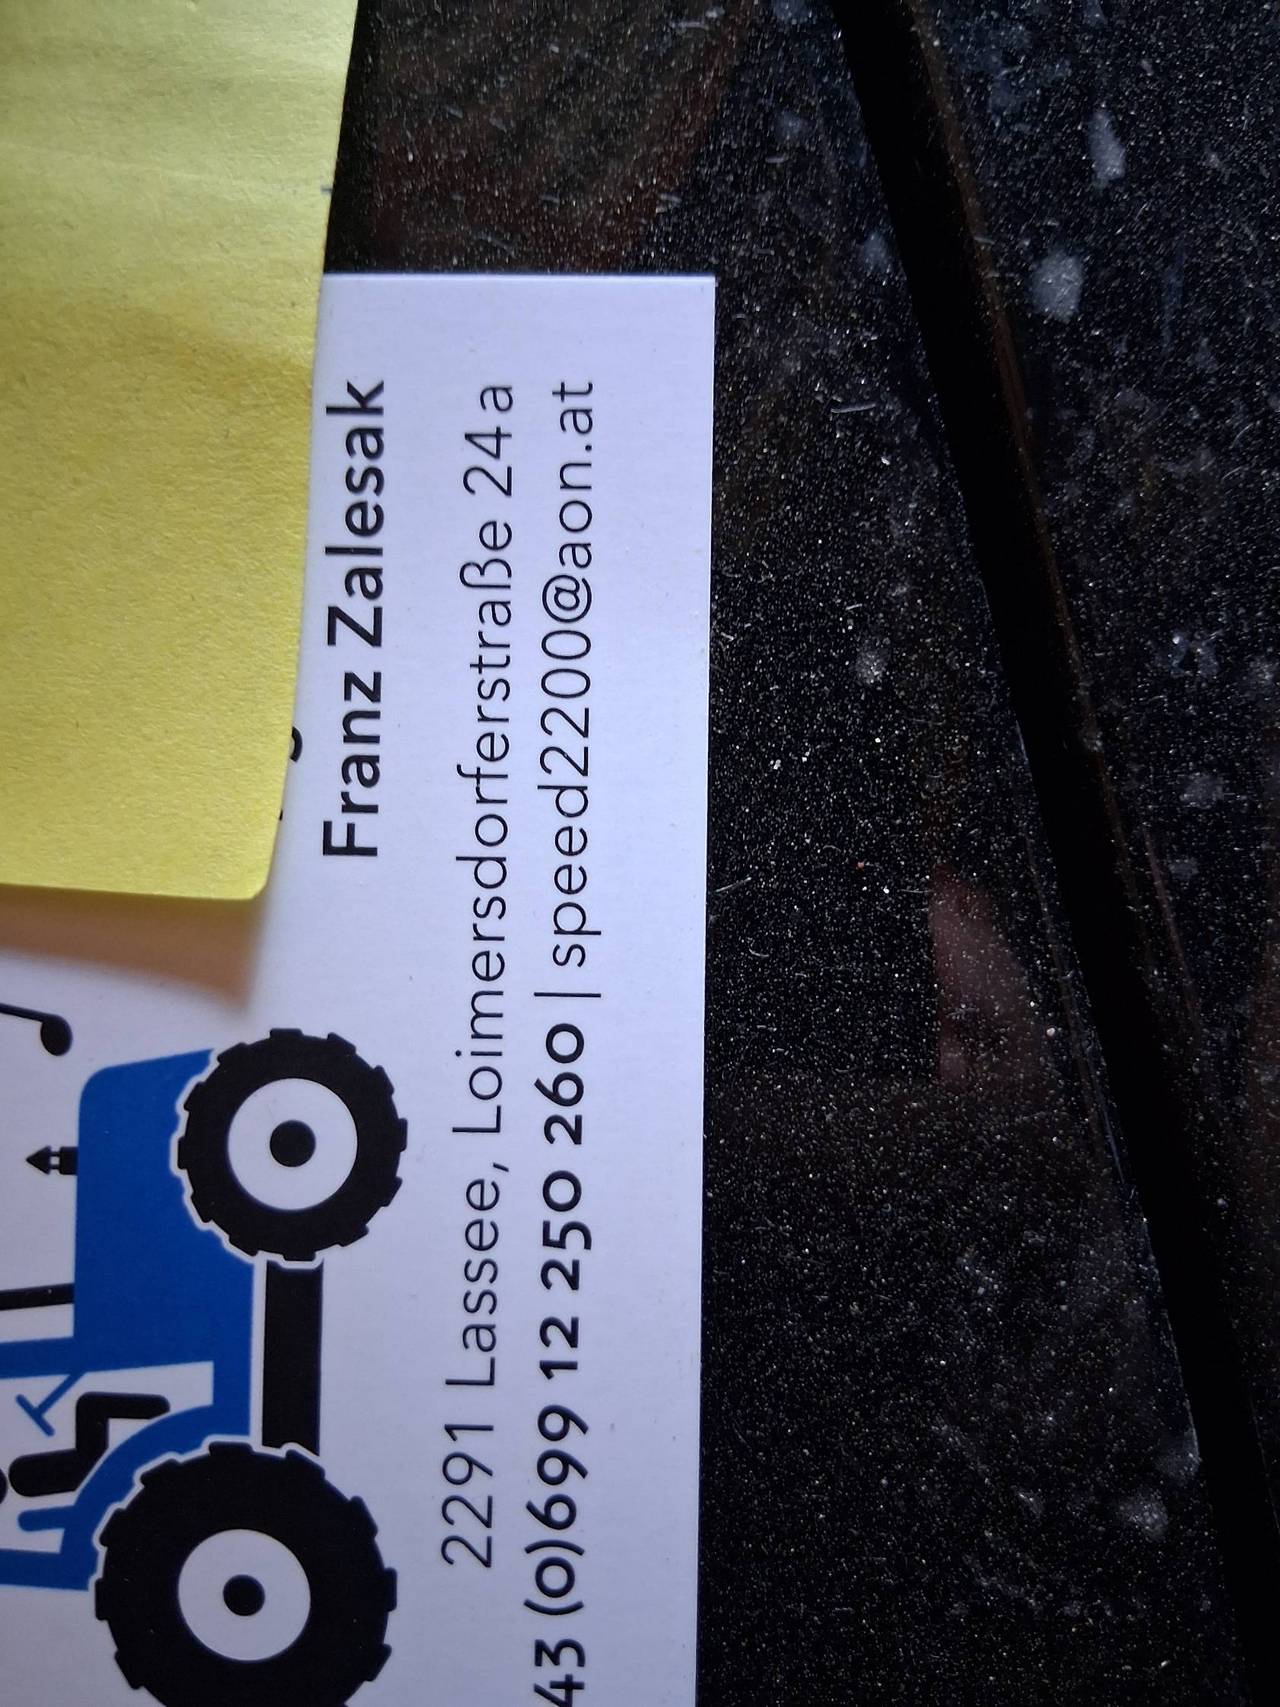 Franz Zalesak
2291 Lassee, Loimersdorferstraße 24a
43 (0)699 12 250 260 | speed2200@aon.at